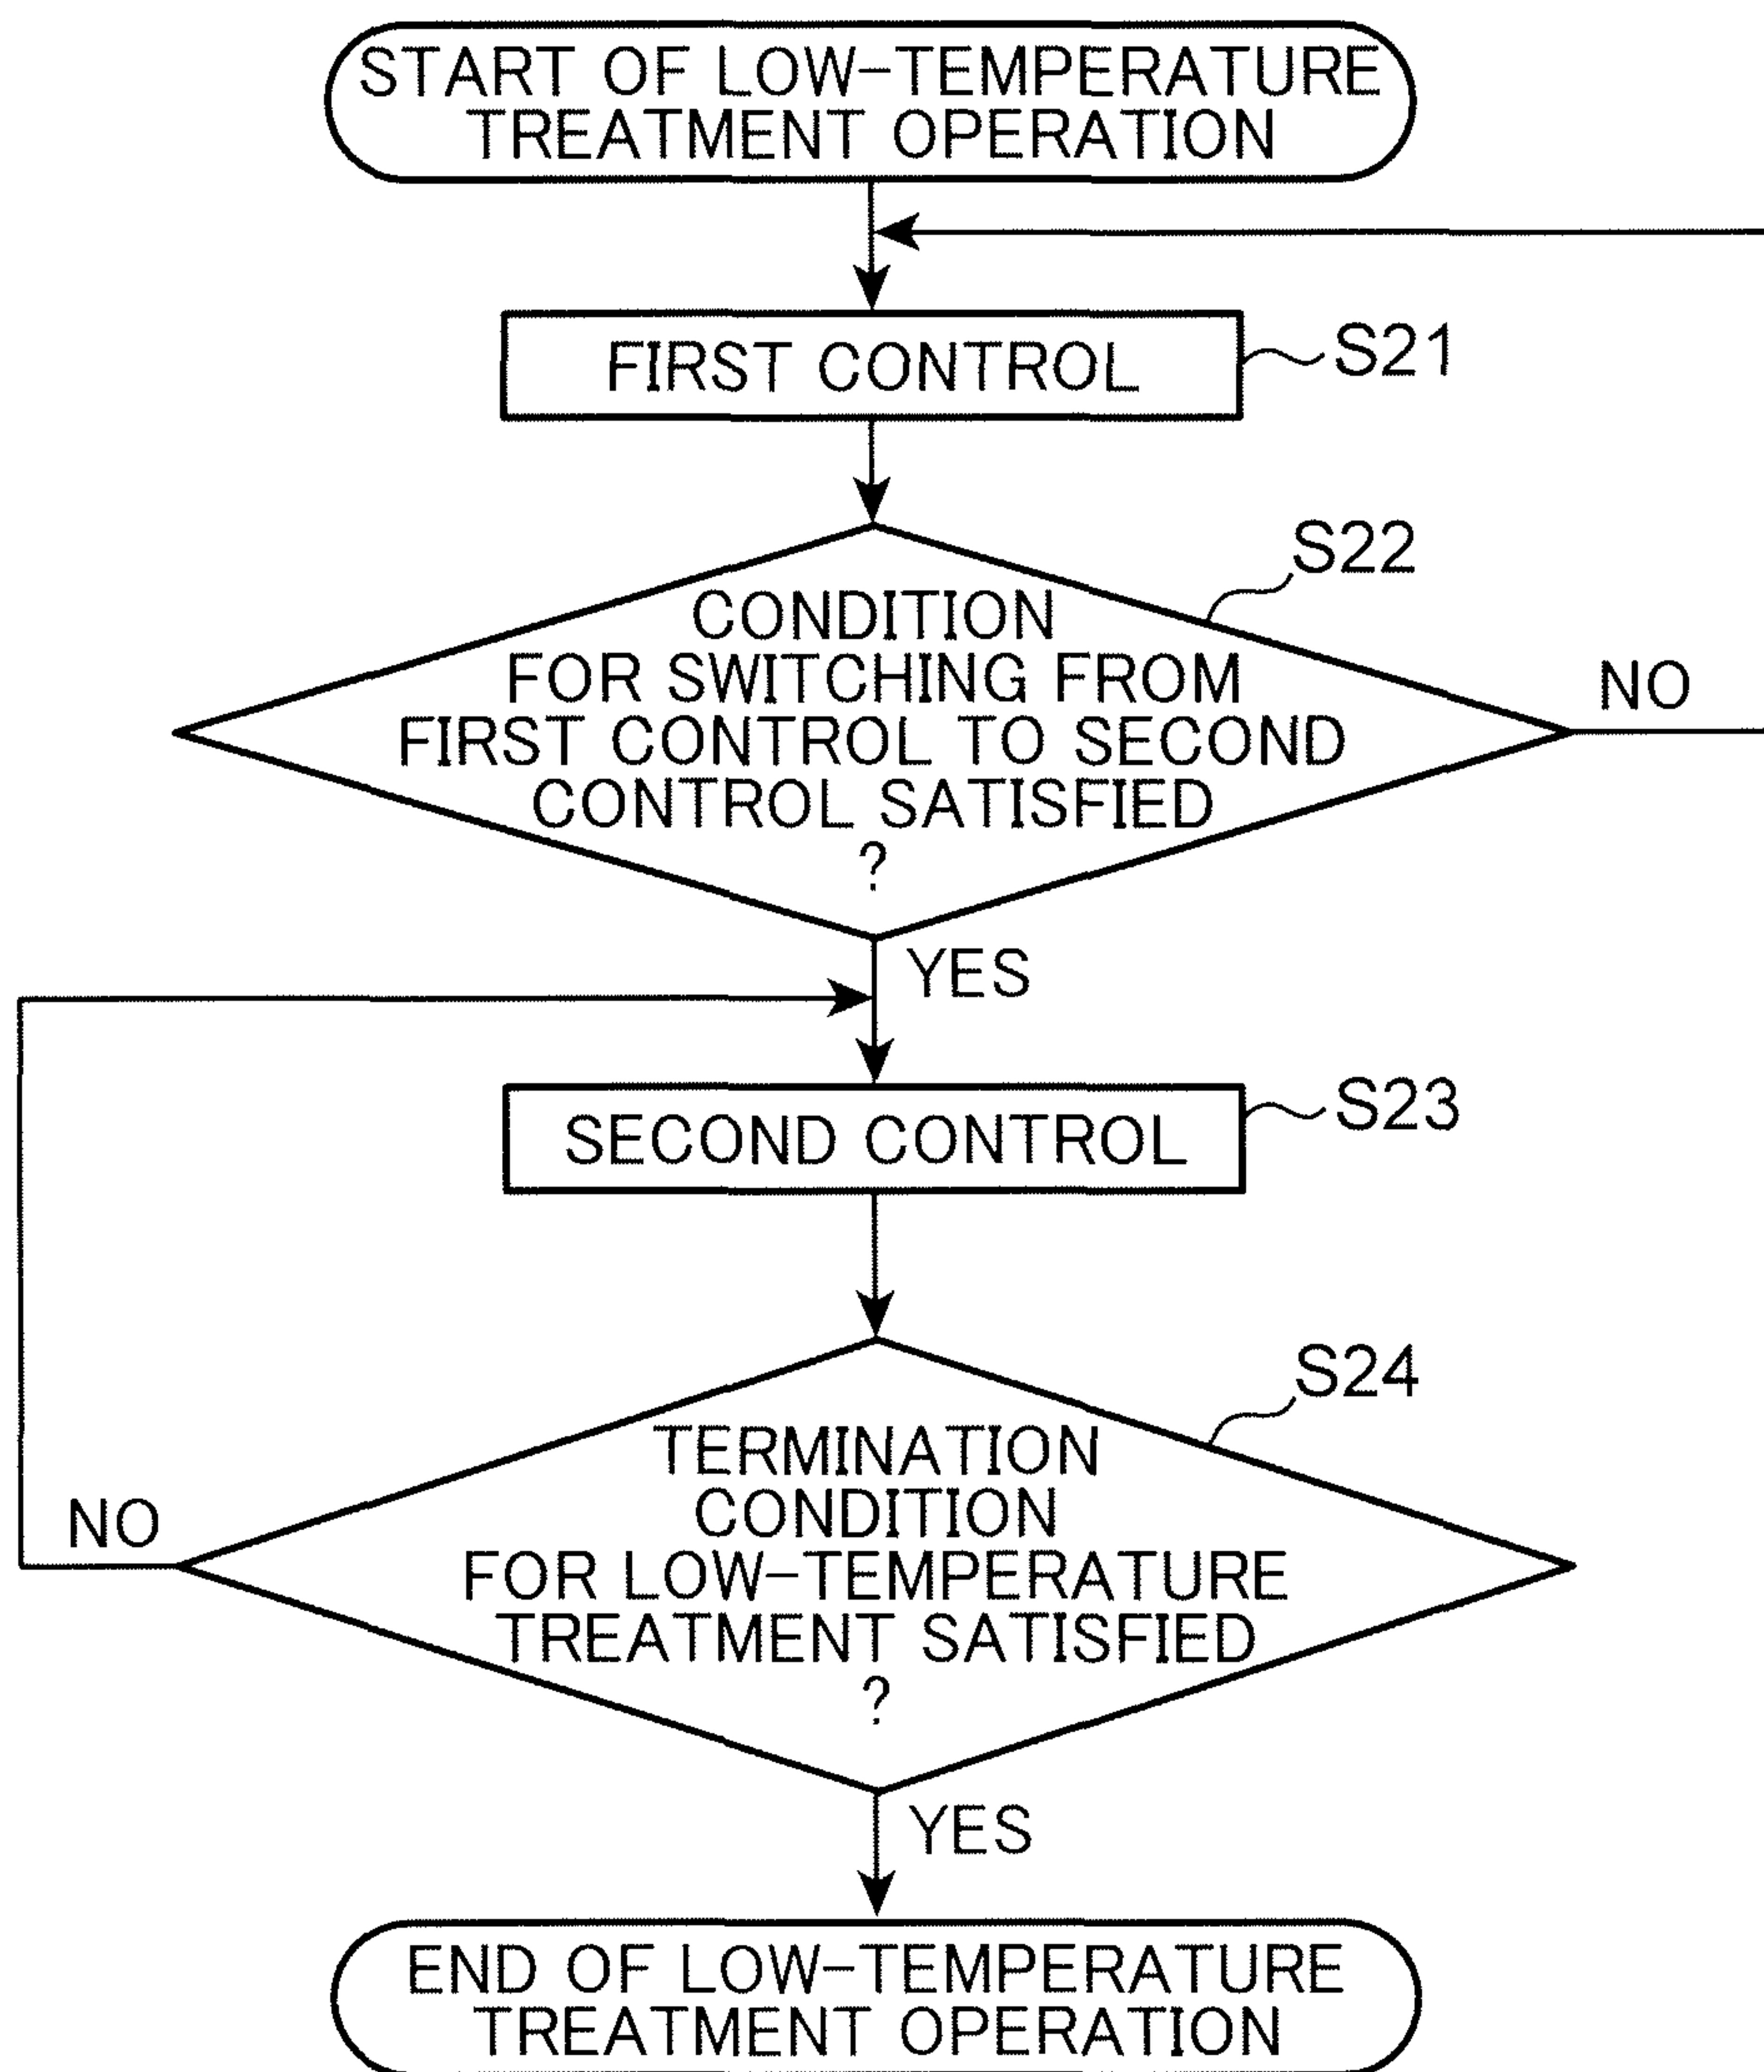 START OF LOW-TEMPERATURE
TREATMENT OPERATION
FIRST CONTROL
S21
S22
CONDITION
FOR SWITCHING FROM
FIRST CONTROL TO SECOND
CONTROL SATISFIED
?
NO
YES
SECOND CONTROL
S23
S24
TERMINATION
CONDITION
FOR LOW-TEMPERATURE
TREATMENT SATISFIED
?
NO
YES
END OF LOW-TEMPERATURE
TREATMENT OPERATION